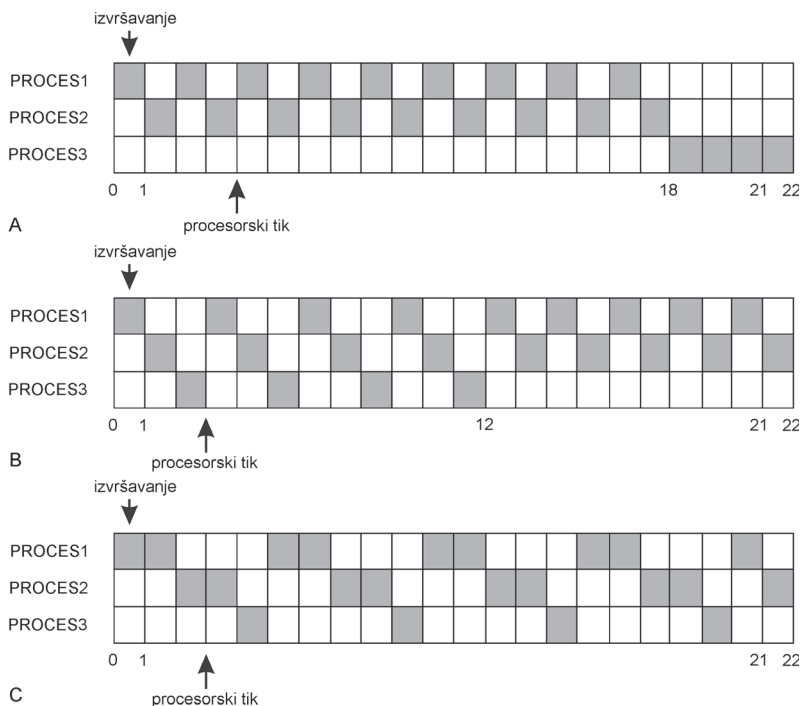 izvršavanje
PROCES1
PROCES2
PROCES3
0 1 18 21 22
procesorski tik
A
izvršavanje
PROCES1
PROCES2
PROCES3
0 1 12 21 22
procesorski tik
B
izvršavanje
PROCES1
PROCES2
PROCES3
0 1 21 22
procesorski tik
C